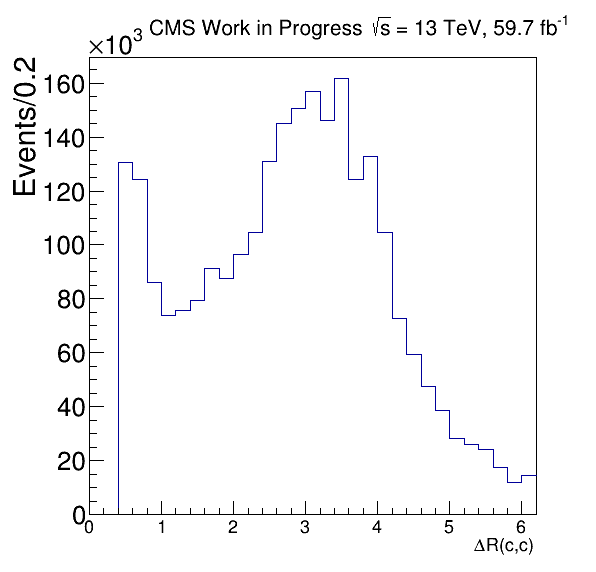 ×10³ CMS Work in Progress √s = 13 TeV, 59.7 fb⁻¹
Events/0.2
160
140
120
100
80
60
40
20
0
0 1 2 3 4 5 6
ΔR(c,c)